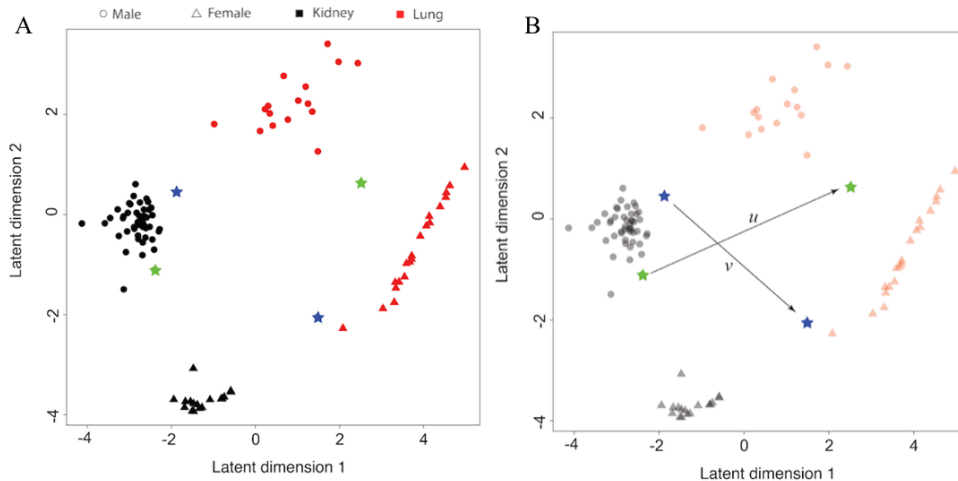 Male Female Kidney Lung
A
Latent dimension 2
2
0
-2
-4
-4 -2 0 2 4
Latent dimension 1
B
Latent dimension 2
2
0
-2
-4
u
v
-4 -2 0 2 4
Latent dimension 1